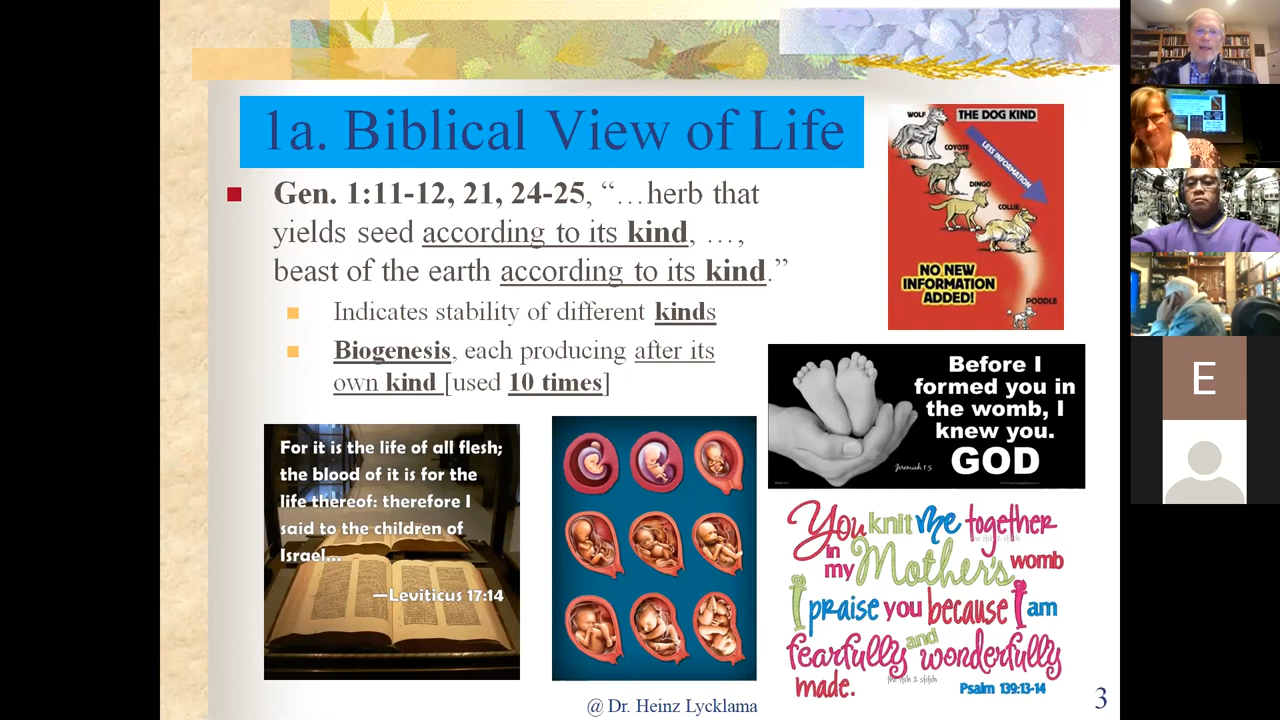 1a. Biblical View of Life
Gen. 1:11-12, 21, 24-25, “…herb that
yields seed according to its kind, …,
beast of the earth according to its kind.”
Indicates stability of different kinds
Biogenesis, each producing after its
own kind [used 10 times]
WOLF
THE DOG KIND
COYOTE
LESS INFORMATION
DINGO
COLLIE
NO NEW
INFORMATION
ADDED!
POODLE
Before I
formed you in
the womb, I
knew you.
GOD
Jeremiah 1:5
For it is the life of all flesh;
the blood of it is for the
life thereof: therefore I
said to the children of
Israel...
—Leviticus 17:14
You knit me together
in my Mother's womb
I praise you because I am
fearfully and wonderfully
made.
Psalm 139:13-14
@ Dr. Heinz Lycklama
3
E